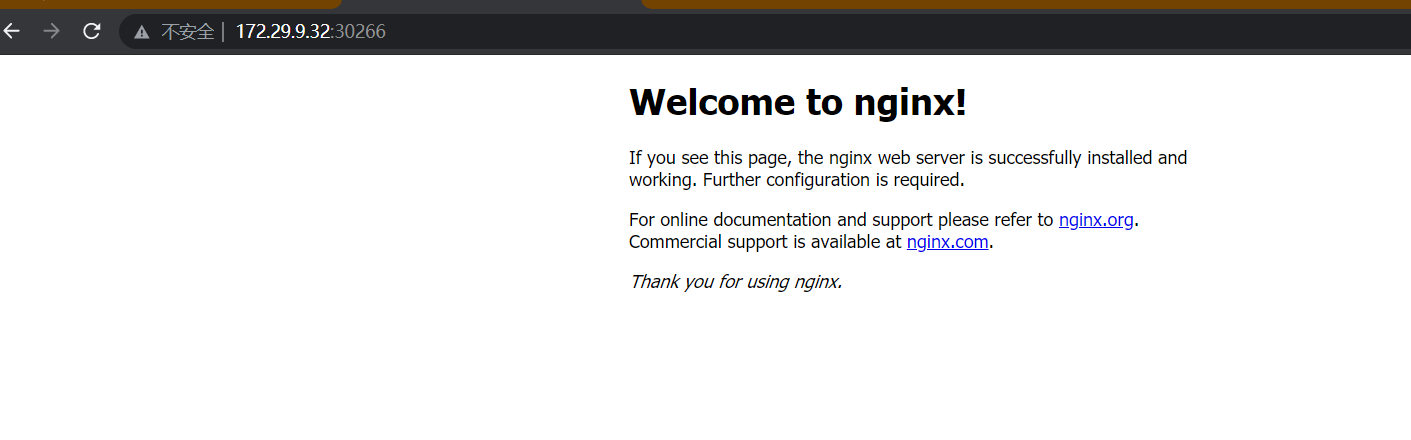 不安全 | 172.29.9.32:30266
Welcome to nginx!
If you see this page, the nginx web server is successfully installed and
working. Further configuration is required.
For online documentation and support please refer to nginx.org.
Commercial support is available at nginx.com.
Thank you for using nginx.